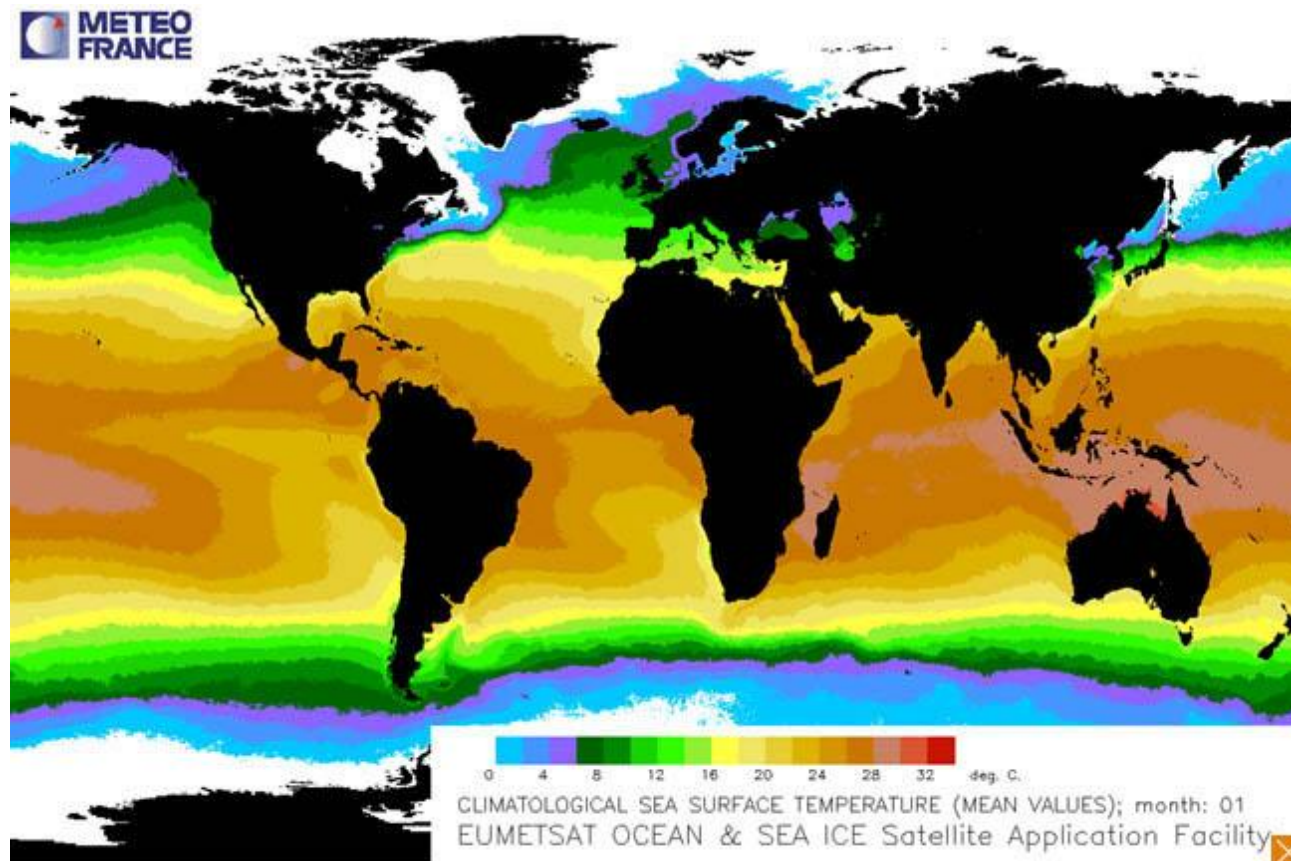 METEO
FRANCE
0 4 8 12 16 20 24 28 32 deg. C.
CLIMATOLOGICAL SEA SURFACE TEMPERATURE (MEAN VALUES); month: 01
EUMETSAT OCEAN & SEA ICE Satellite Application Facility